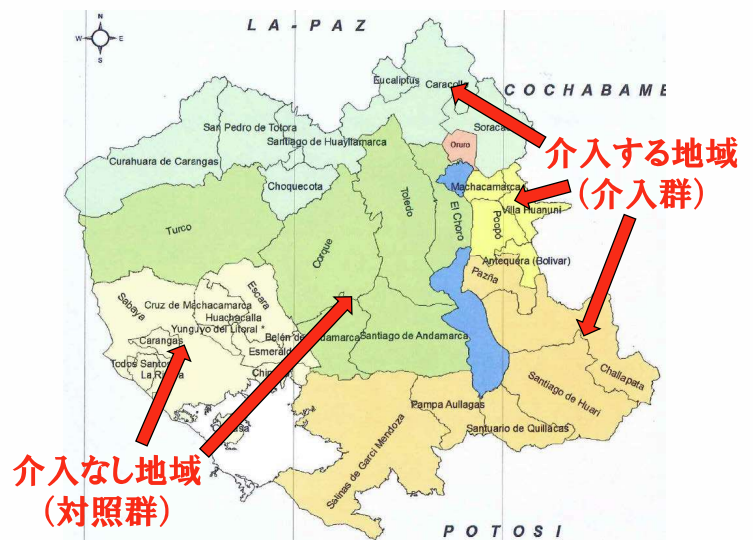 LA-PAZ
N
W
E
S
Eucaliptus
Caracollo
COCHABAMB
San Pedro de Totora
Santiago de Huayllamarca
Soracachi
Oruro
介入する地域
(介入群)
Curahuara de Carangas
Choquecota
Machacamarca
Villa Huanuni
Toledo
El Choro
Poopó
Turco
Corque
Antequera (Bolivar)
Pazña
Sabaya
Escara
Cruz de Machacamarca
Huachacalla
Yunguyo del Litoral *
Carangas
Belén de Andamarca
Santiago de Andamarca
Esmeralda
Todos Santos
La Rivera
Challapata
Santiago de Huari
Pampa Aullagas
Santuario de Quillacas
Salinas de Garci Mendoza
介入なし地域
(対照群)
POTOSI